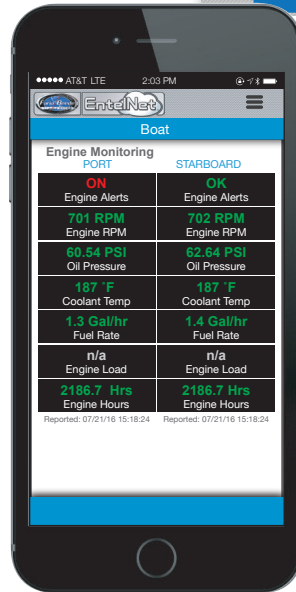 AT&T LTE 2:03 PM
EntelNet
Boat
Engine Monitoring
PORT STARBOARD
ON OK
Engine Alerts Engine Alerts
701 RPM 702 RPM
Engine RPM Engine RPM
60.54 PSI 62.64 PSI
Oil Pressure Oil Pressure
187 °F 187 °F
Coolant Temp Coolant Temp
1.3 Gal/hr 1.4 Gal/hr
Fuel Rate Fuel Rate
n/a n/a
Engine Load Engine Load
2186.7 Hrs 2186.7 Hrs
Engine Hours Engine Hours
Reported: 07/21/16 15:18:24 Reported: 07/21/16 15:18:24